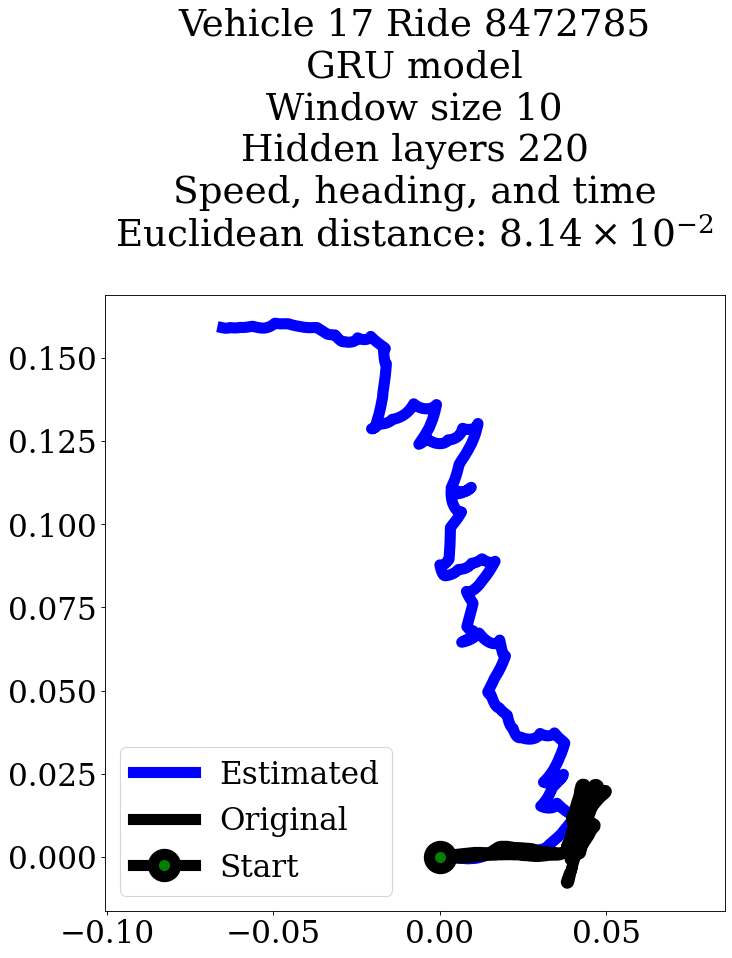 Vehicle 17 Ride 8472785
GRU model
Window size 10
Hidden layers 220
Speed, heading, and time
Euclidean distance: 8.14 × 10⁻²
0.150
0.125
0.100
0.075
0.050
0.025
0.000
Estimated
Original
Start
−0.10
−0.05
0.00
0.05